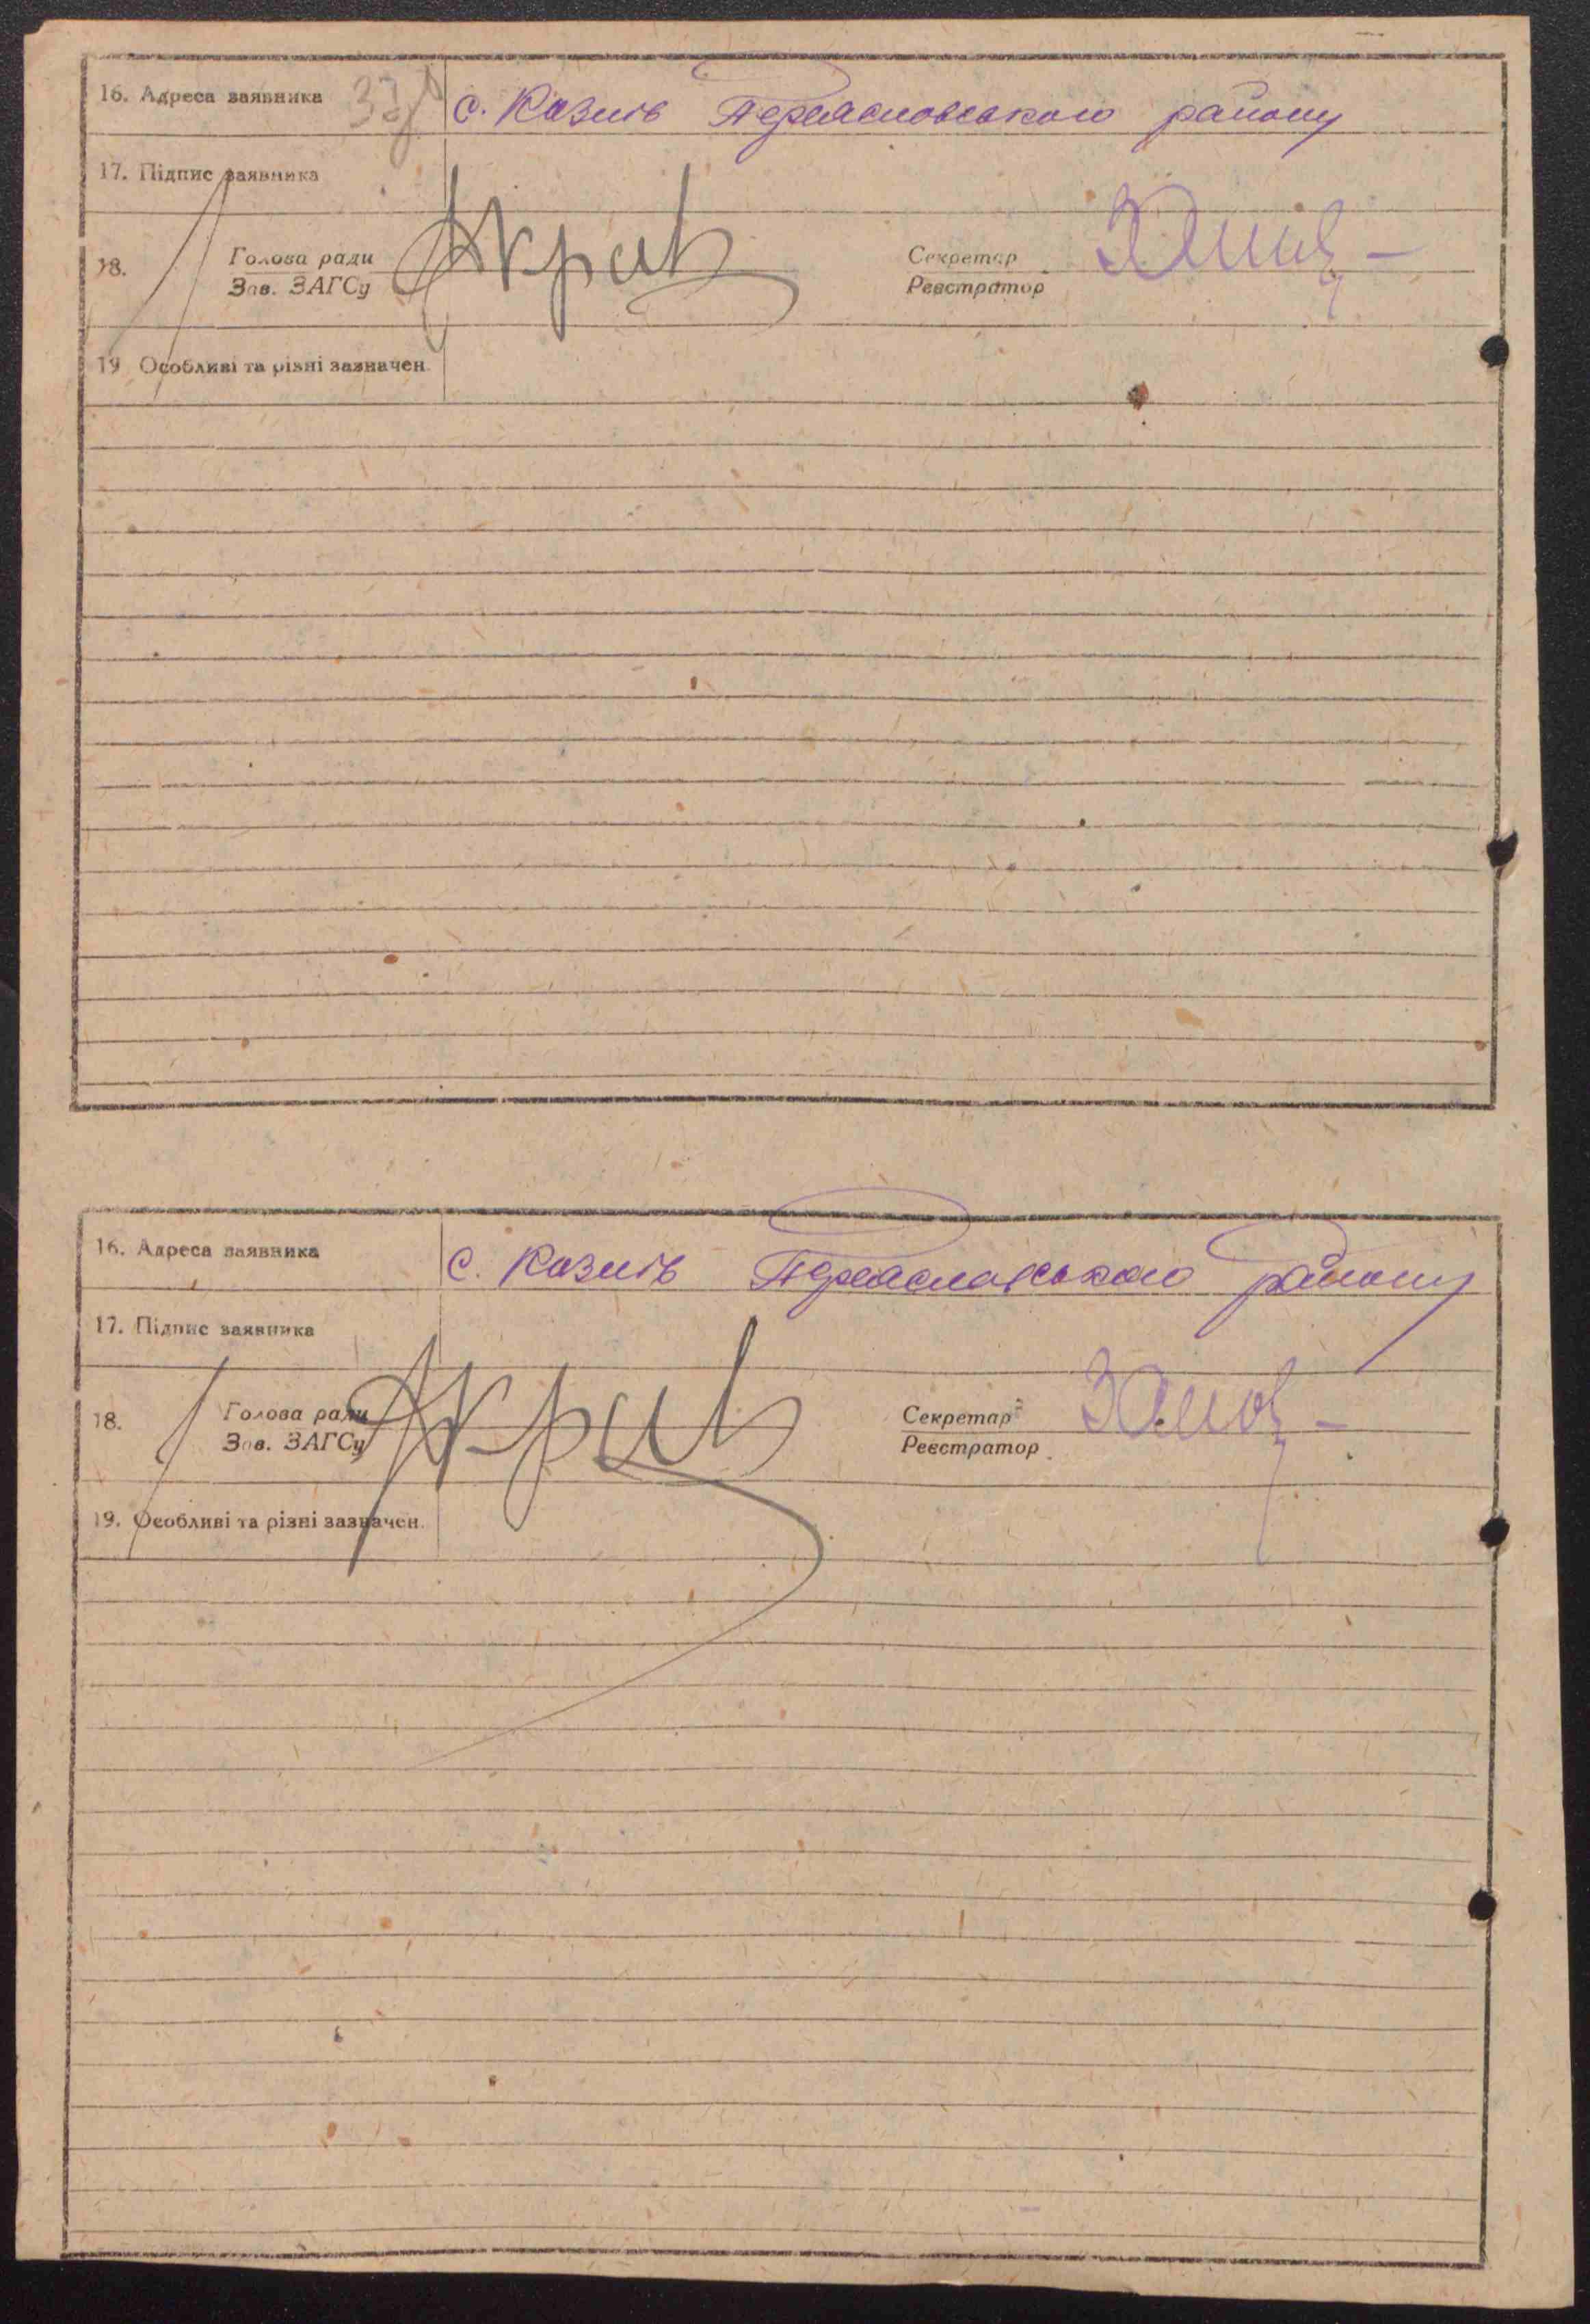 16. Адреса заявника с. Козлів Переяславського району
17. Підпис заявника
18. Голова ради Секретар
Зав. ЗАГСу Реєстратор
19 Особливі та різні зазначен.
16. Адреса заявника с. Козлів Переяславського району
17. Підпис заявника
18. Голова ради Секретар
Зав. ЗАГСу Реєстратор
19. Особливі та різні зазначен.